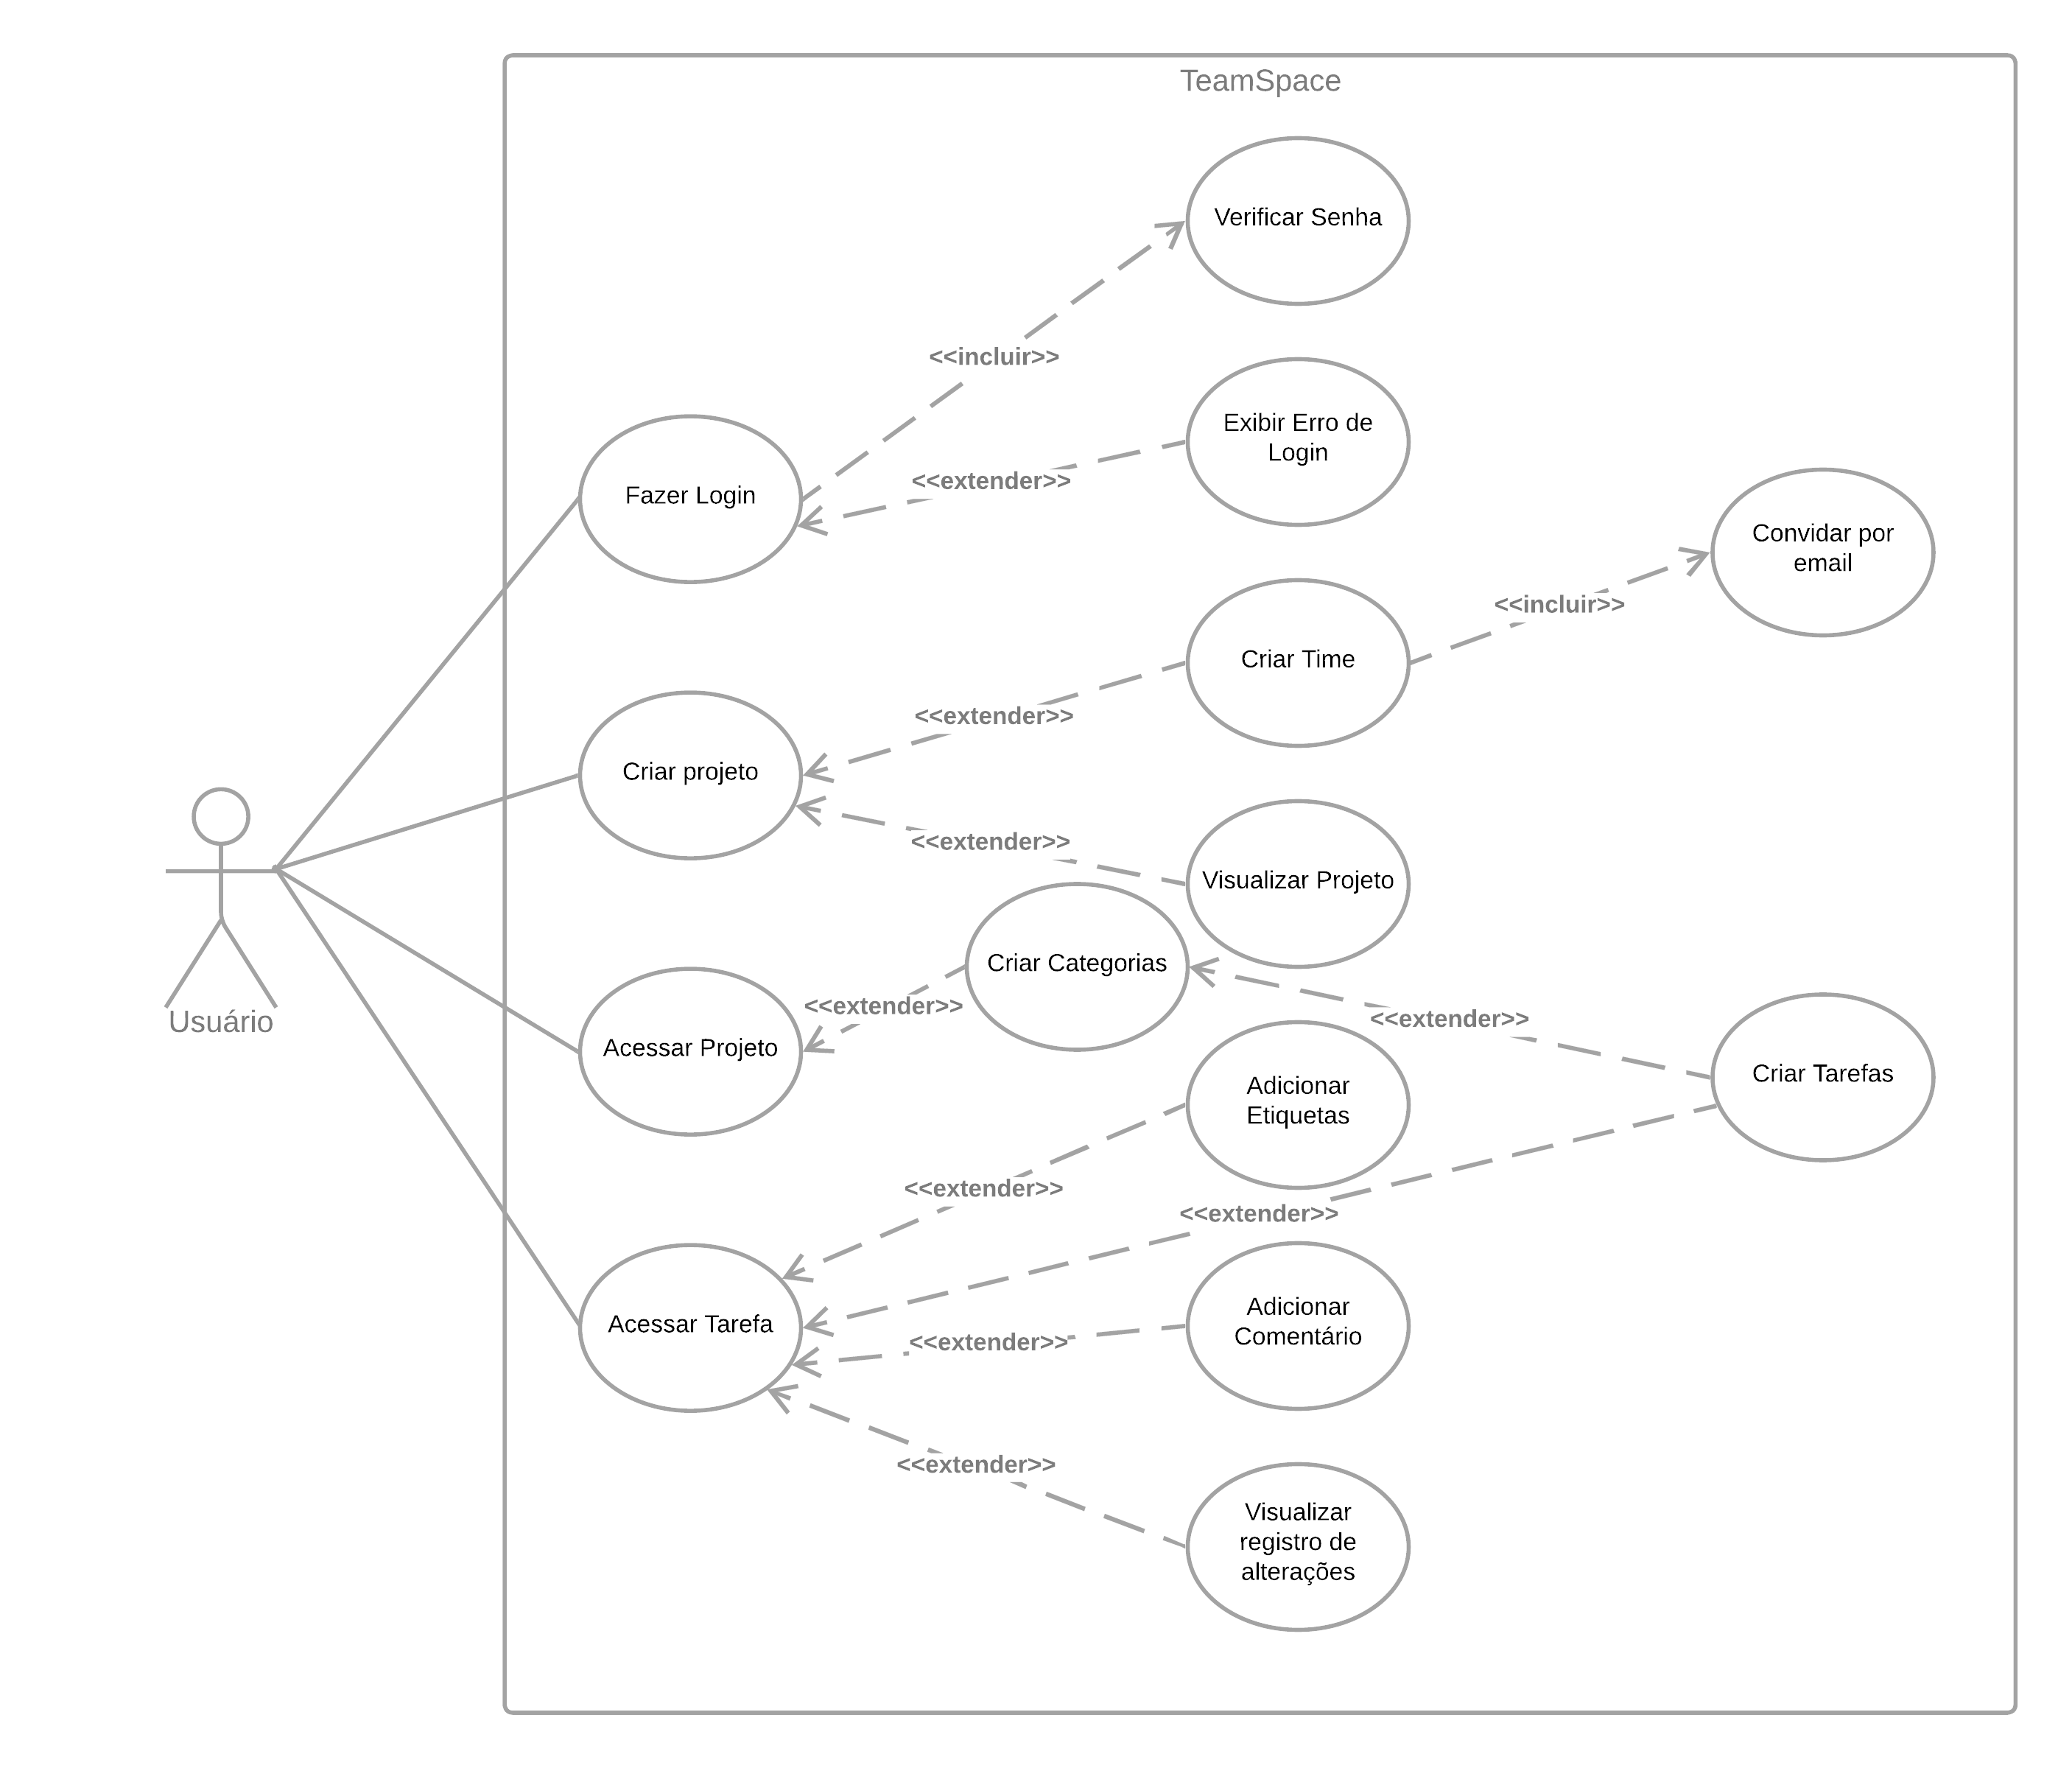 TeamSpace
Verificar Senha
<<incluir>>
Exibir Erro de
Login
<<extender>>
Fazer Login
Convidar por
email
<<incluir>>
Criar Time
<<extender>>
Criar projeto
<<extender>>
Visualizar Projeto
Criar Categorias
<<extender>>
<<extender>>
Usuário
Acessar Projeto
Criar Tarefas
Adicionar
Etiquetas
<<extender>>
<<extender>>
Acessar Tarefa
Adicionar
Comentário
<<extender>>
<<extender>>
Visualizar
registro de
alterações